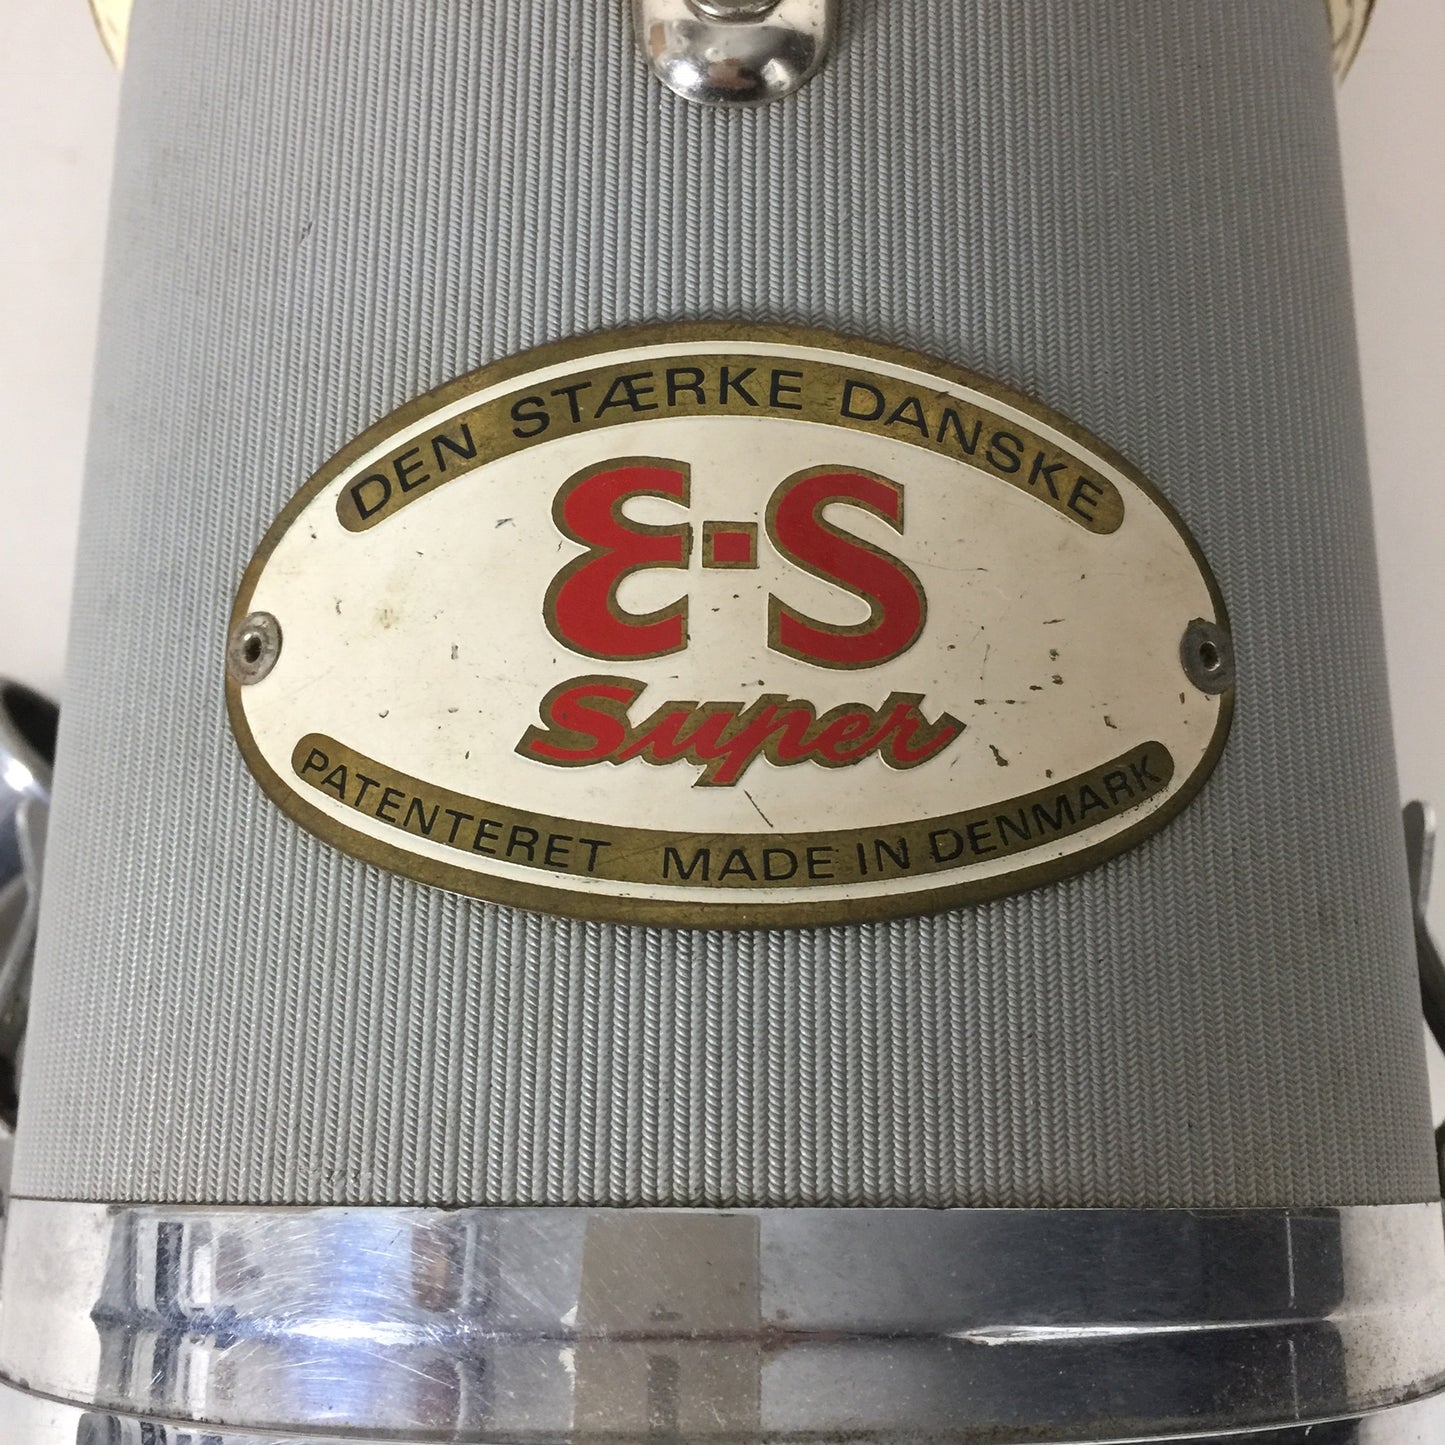 DEN STÆRKE DANSKE
E·S
Super
PATENTERET MADE IN DENMARK